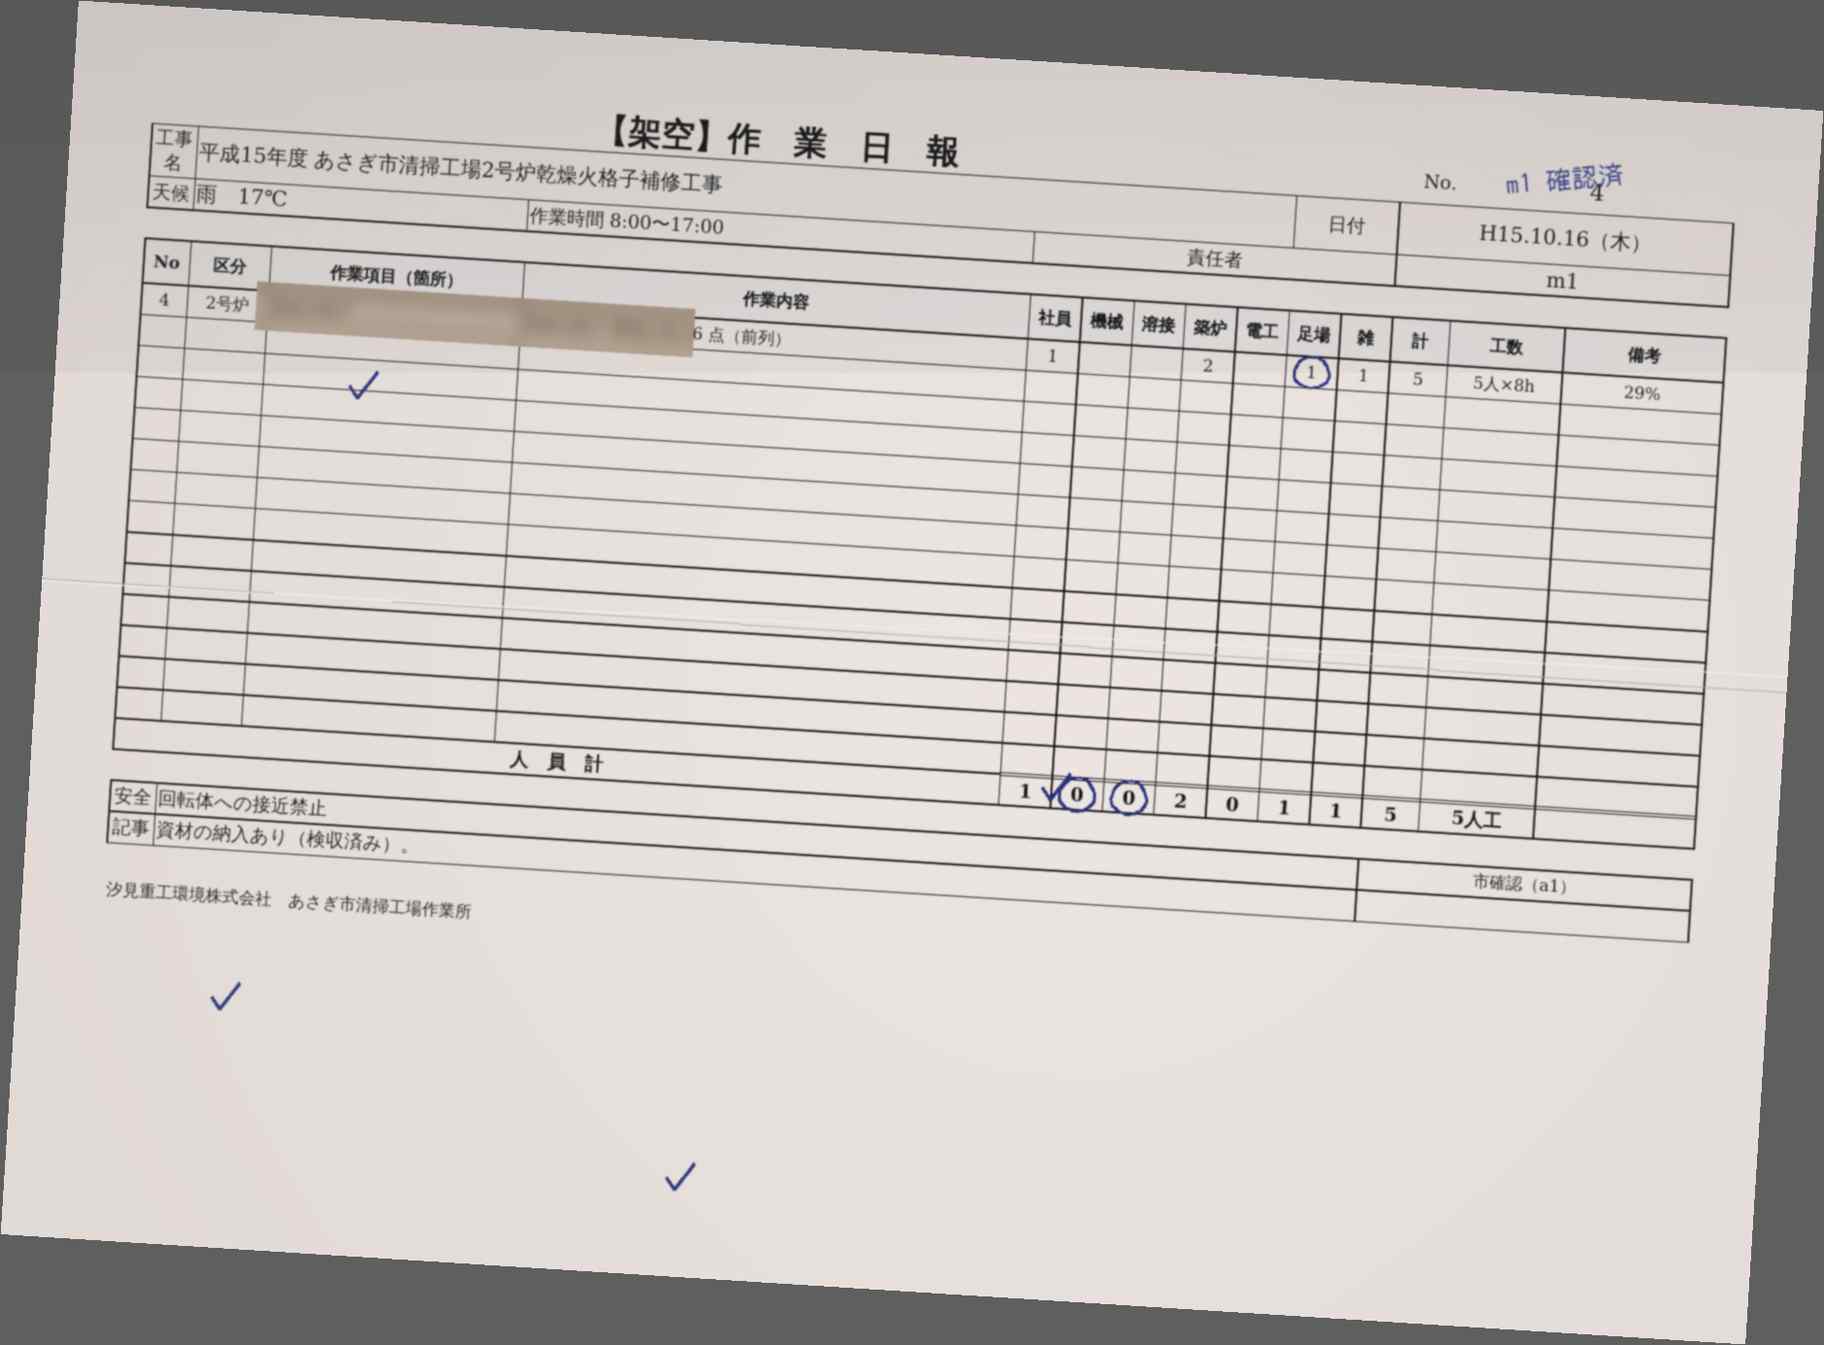 【架空】作 業 日 報
No. 4
m1 確認済
工事名 平成15年度 あさぎ市清掃工場2号炉乾燥火格子補修工事 日付 H15.10.16（木）
天候 雨 17℃ 作業時間 8:00〜17:00 責任者 m1
No 区分 作業項目（箇所） 作業内容 社員 機械 溶接 築炉 電工 足場 雑 計 工数 備考
4 2号炉 6 点（前列） 1 2 1 1 5 5人×8h 29%
人 員 計 1 0 0 2 0 1 1 5 5人工
安全 回転体への接近禁止 市確認（a1）
記事 資材の納入あり（検収済み）。
汐見重工環境株式会社 あさぎ市清掃工場作業所